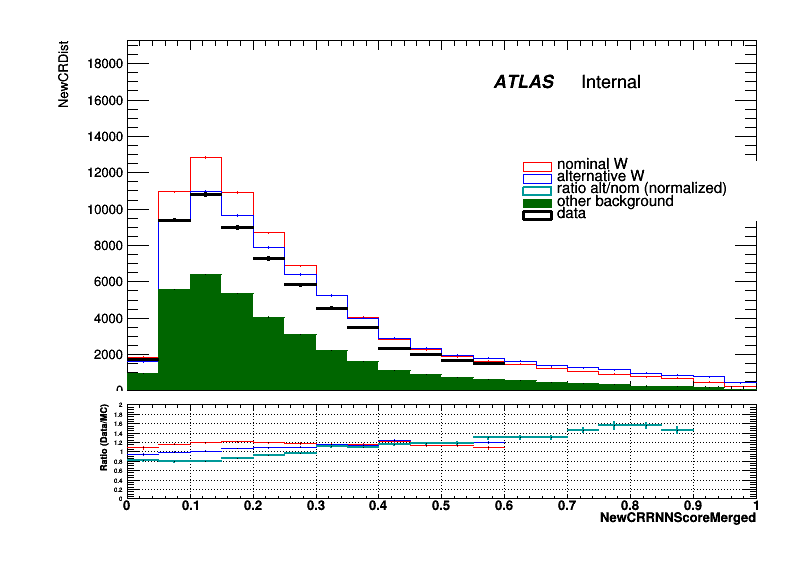 NewCRDist
18000
16000
14000
12000
10000
8000
6000
4000
2000
0
ATLAS Internal
nominal W
alternative W
ratio alt/nom (normalized)
other background
data
Ratio (Data/MC)
2
1.8
1.6
1.4
1.2
1
0.8
0.6
0.4
0.2
0
0 0.1 0.2 0.3 0.4 0.5 0.6 0.7 0.8 0.9 1
NewCRRNNScoreMerged